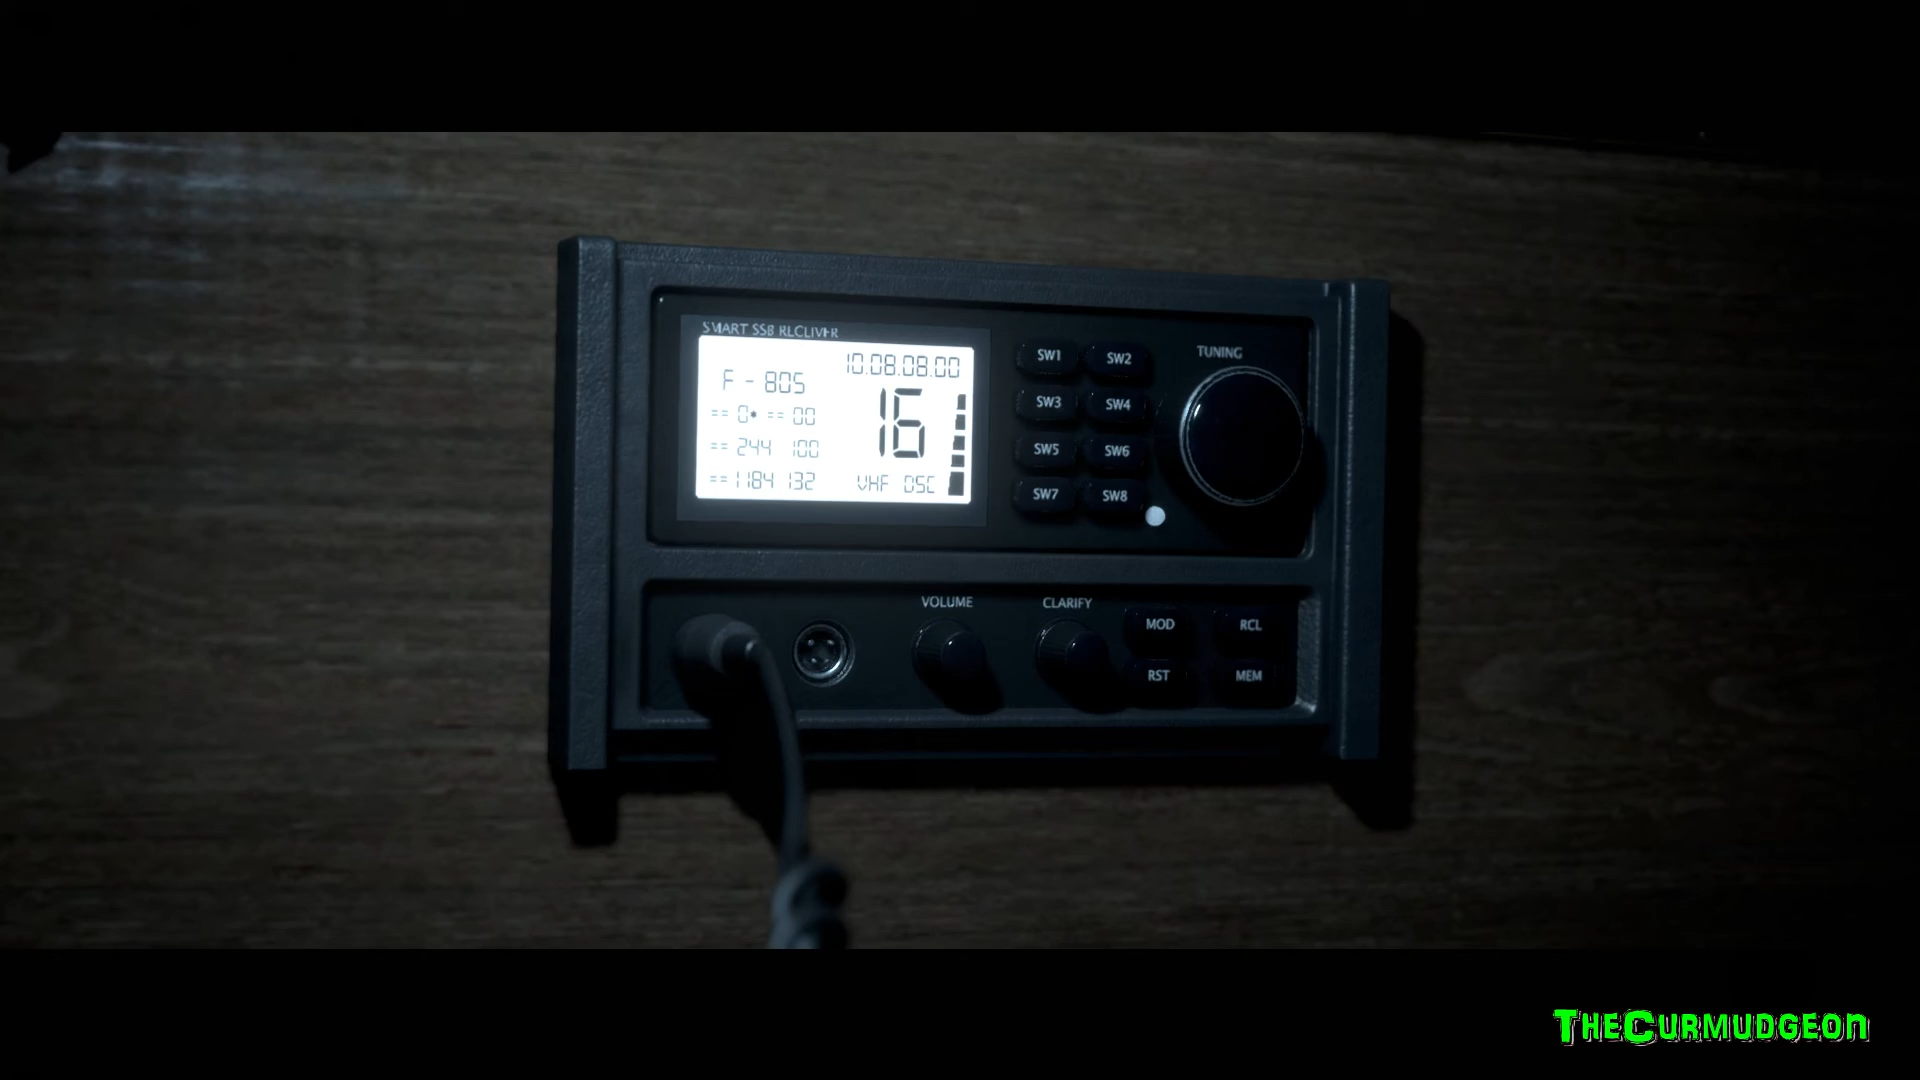 SMART SSB RECEIVER
10.08.08.00
F - 805
16
== 0* == 00
== 244 100
== 1184 132
VHF DSC
SW1 SW2
SW3 SW4
SW5 SW6
SW7 SW8
TUNING
VOLUME
CLARIFY
MOD RCL
RST MEM
TheCurmudgeon